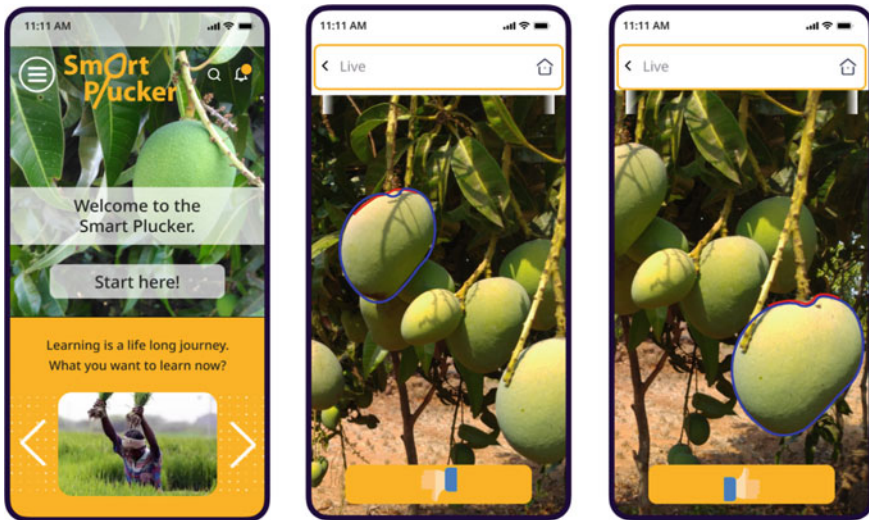 11:11 AM
Smart
Plucker
Welcome to the
Smart Plucker.
Start here!
Learning is a life long journey.
What you want to learn now?
11:11 AM
Live
11:11 AM
Live